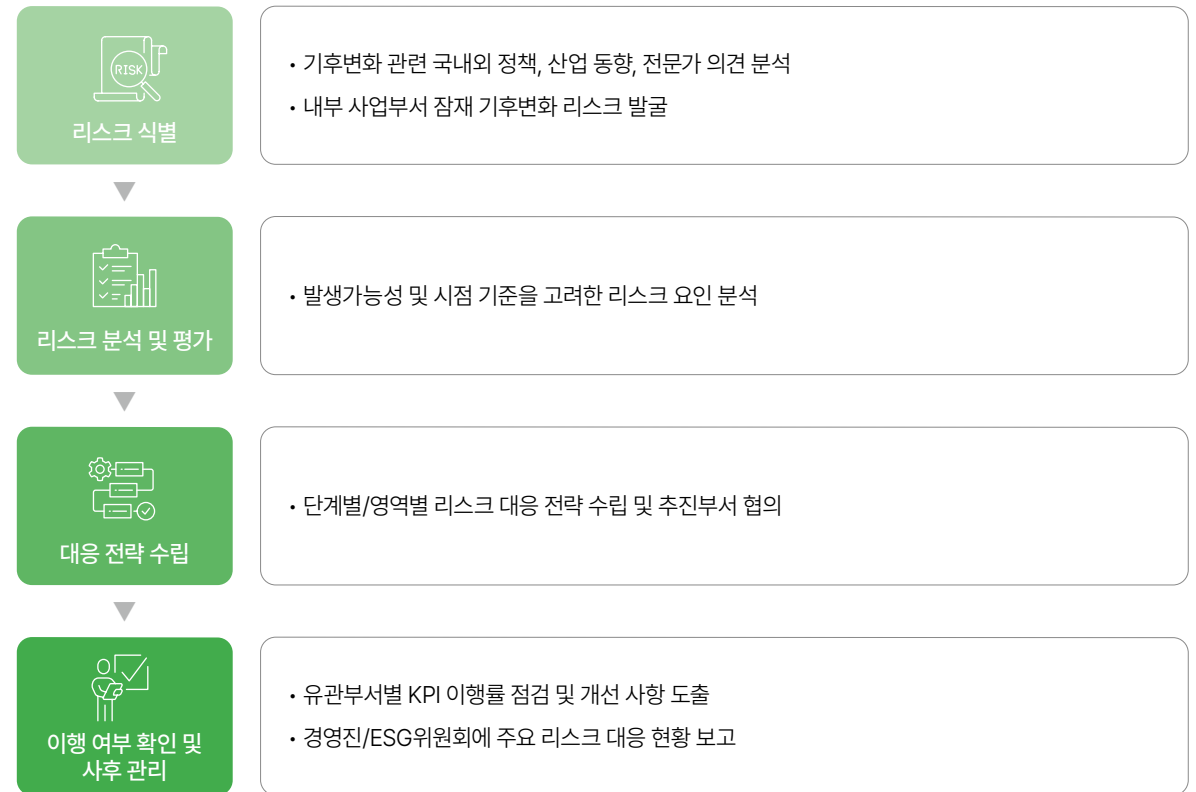 RISK
리스크 식별
• 기후변화 관련 국내외 정책, 산업 동향, 전문가 의견 분석
• 내부 사업부서 잠재 기후변화 리스크 발굴
리스크 분석 및 평가
• 발생가능성 및 시점 기준을 고려한 리스크 요인 분석
대응 전략 수립
• 단계별/영역별 리스크 대응 전략 수립 및 추진부서 협의
이행 여부 확인 및
사후 관리
• 유관부서별 KPI 이행률 점검 및 개선 사항 도출
• 경영진/ESG위원회에 주요 리스크 대응 현황 보고